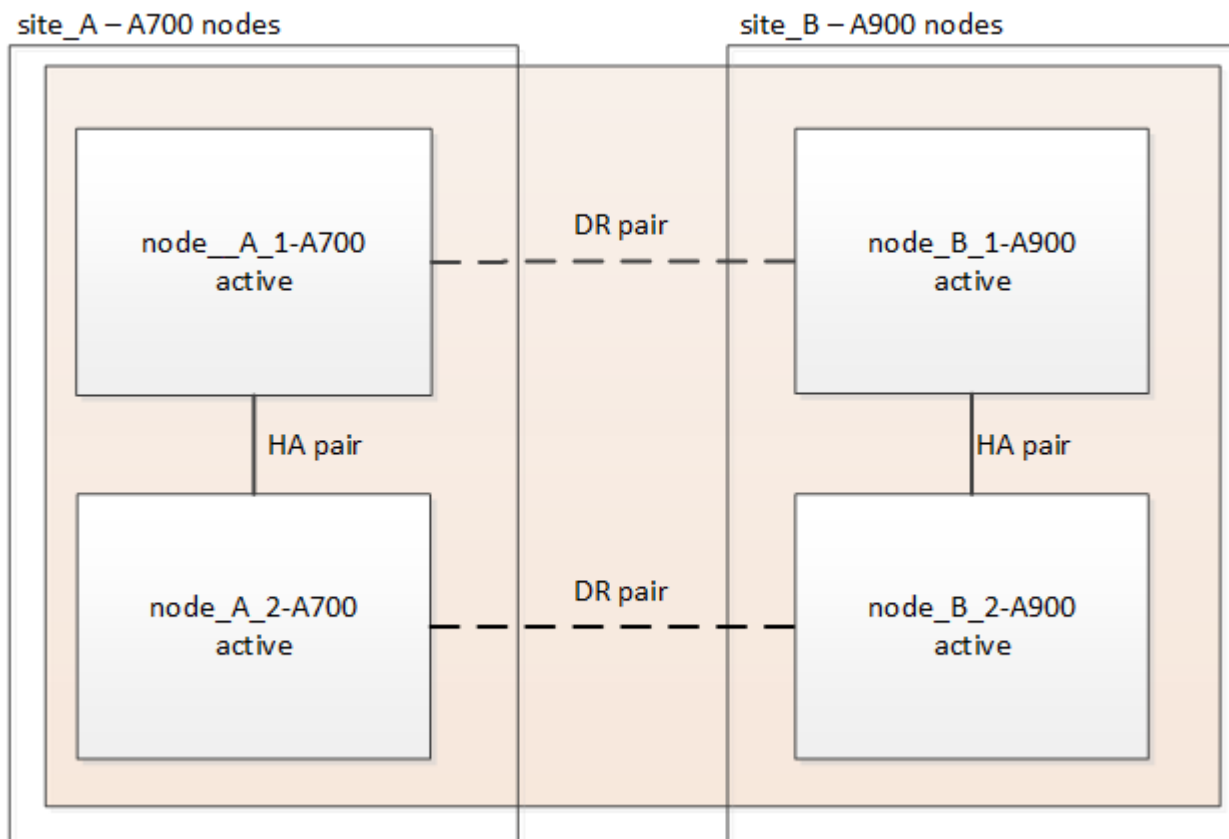 site_A – A700 nodes
site_B – A900 nodes
node__A_1-A700
active
DR pair
node_B_1-A900
active
HA pair
HA pair
node_A_2-A700
active
DR pair
node_B_2-A900
active